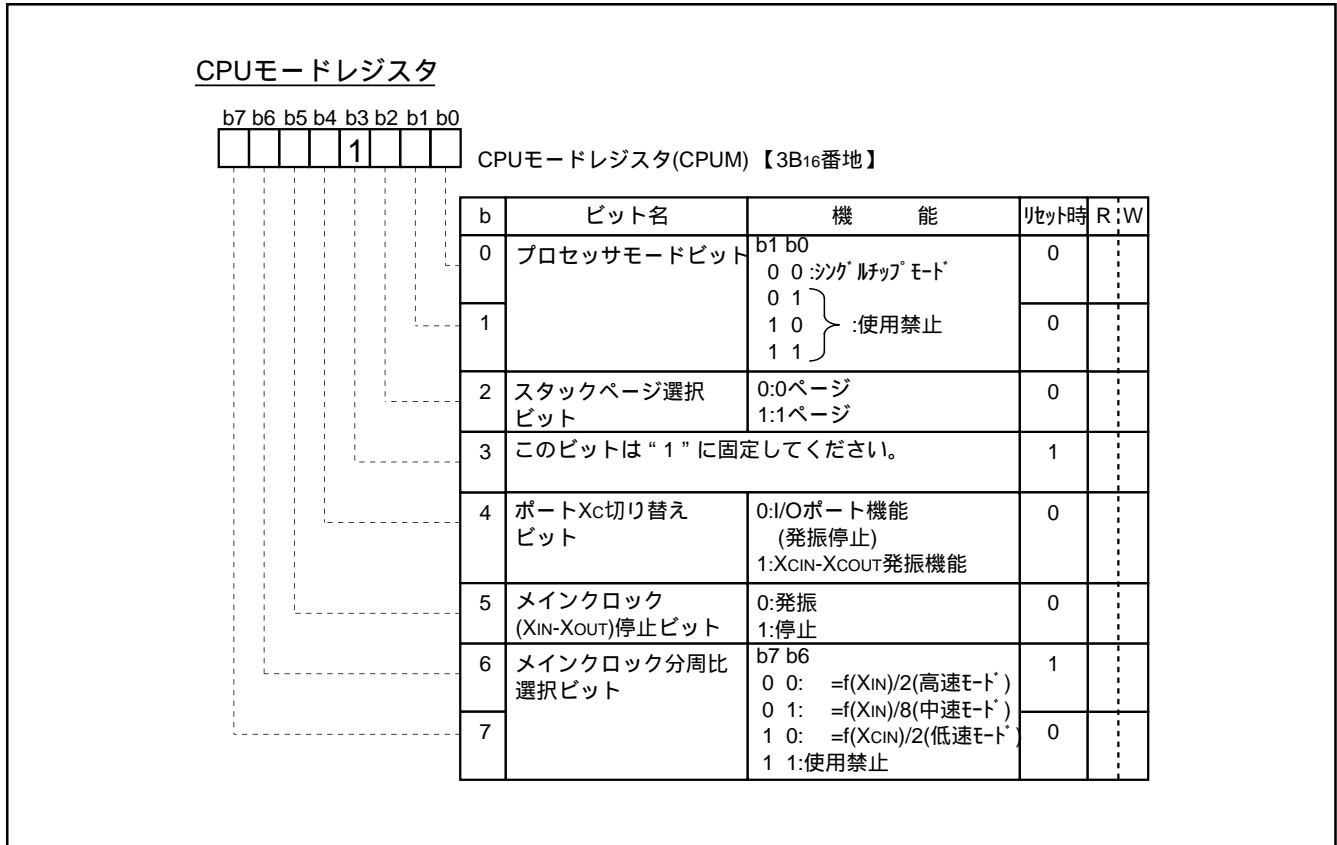 CPUモードレジスタ
b7 b6 b5 b4 b3 b2 b1 b0
1
CPUモードレジスタ(CPUM)【3B16番地】
b ビット名 機 能 リセット時 R W
0 プロセッサモードビット b1 b0 0
0 0 :シングルチップモード
0 1
1 1 0 :使用禁止 0
1 1
2 スタックページ選択 0:0ページ 0
ビット 1:1ページ
3 このビットは“1”に固定してください。 1
4 ポートXC切り替え 0:I/Oポート機能 0
ビット (発振停止)
1:XCIN-XCOUT発振機能
5 メインクロック 0:発振 0
(XIN-XOUT)停止ビット 1:停止
6 メインクロック分周比 b7 b6 1
選択ビット 0 0: =f(XIN)/2(高速モード)
0 1: =f(XIN)/8(中速モード)
7 1 0: =f(XCIN)/2(低速モード) 0
1 1:使用禁止